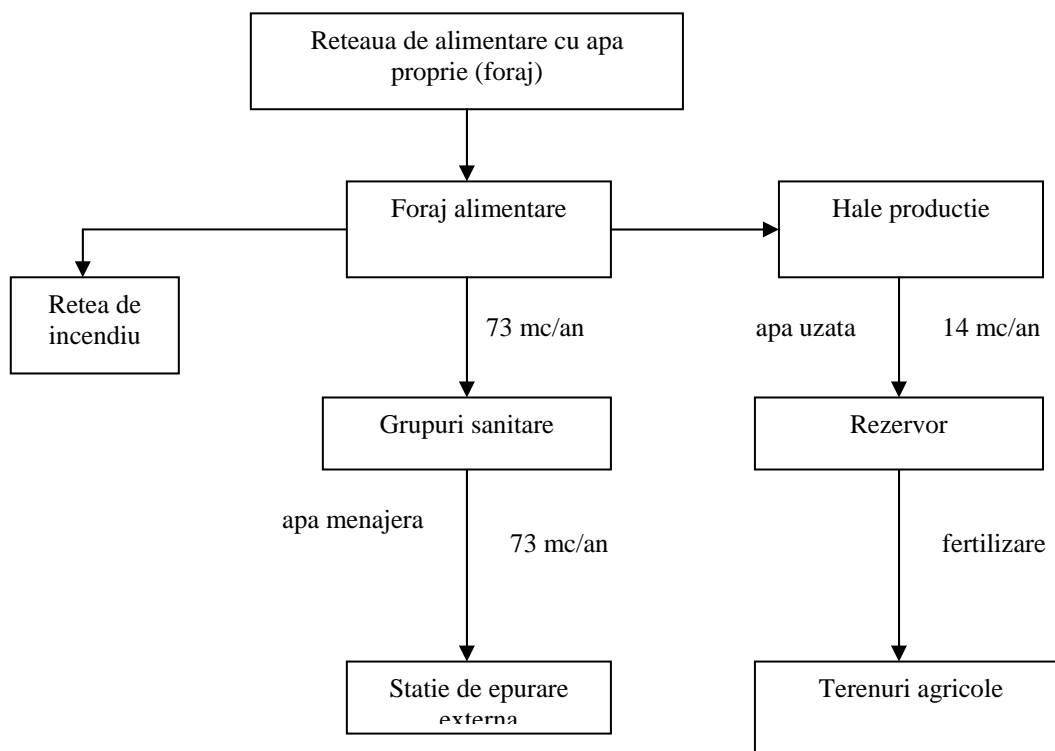 Reteaua de alimentare cu apa
proprie (foraj)
Foraj alimentare
Hale productie
Retea de
incendiu
73 mc/an
apa uzata
14 mc/an
Grupuri sanitare
Rezervor
apa menajera
73 mc/an
fertilizare
Statie de epurare
externa
Terenuri agricole